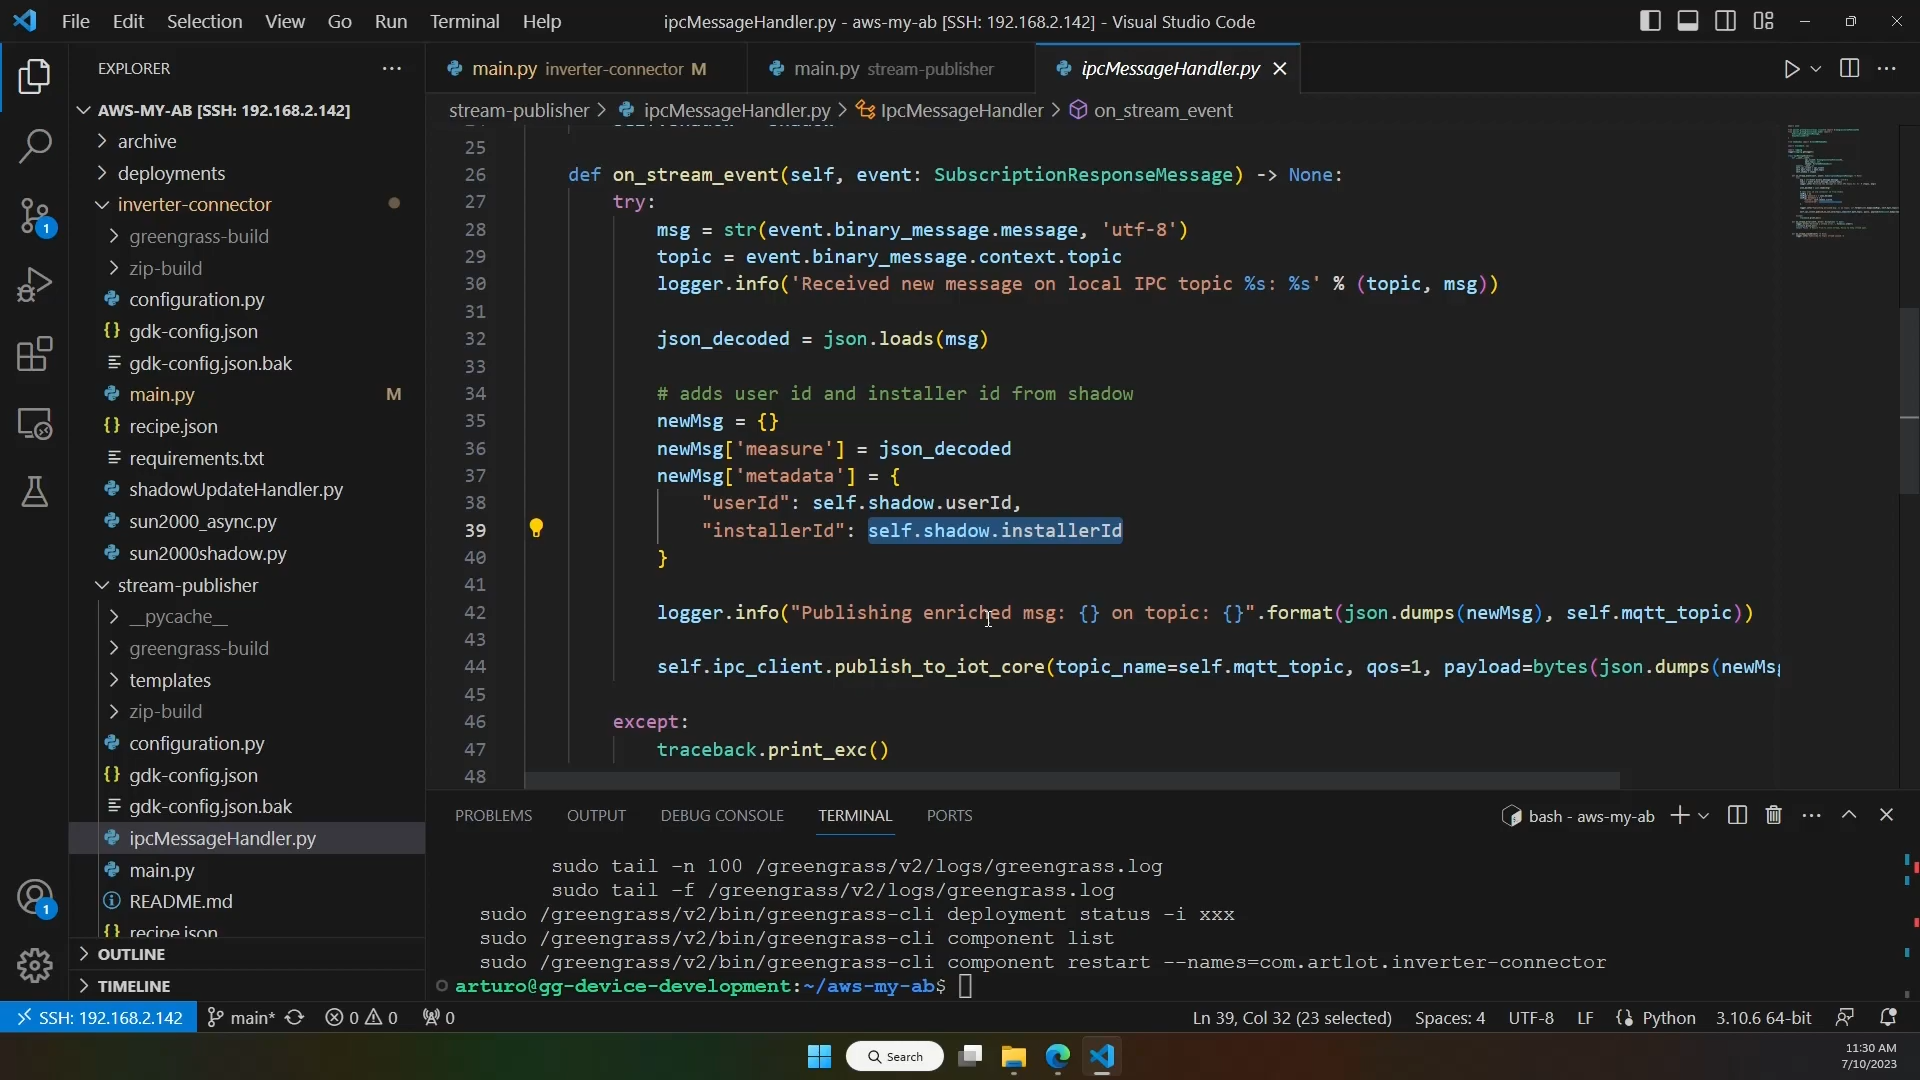 File Edit Selection View Go Run Terminal Help
ipcMessageHandler.py - aws-my-ab [SSH: 192.168.2.142] - Visual Studio Code
EXPLORER
main.py inverter-connector M
main.py stream-publisher
ipcMessageHandler.py
stream-publisher > ipcMessageHandler.py > IpcMessageHandler > on_stream_event
AWS-MY-AB [SSH: 192.168.2.142]
archive
deployments
inverter-connector
greengrass-build
zip-build
configuration.py
gdk-config.json
gdk-config.json.bak
main.py M
recipe.json
requirements.txt
shadowUpdateHandler.py
sun2000_async.py
sun2000shadow.py
stream-publisher
__pycache__
greengrass-build
templates
zip-build
configuration.py
gdk-config.json
gdk-config.json.bak
ipcMessageHandler.py
main.py
README.md
recipe.json
OUTLINE
TIMELINE
1
1
25
26 def on_stream_event(self, event: SubscriptionResponseMessage) -> None:
27 try:
28 msg = str(event.binary_message.message, 'utf-8')
29 topic = event.binary_message.context.topic
30 logger.info('Received new message on local IPC topic %s: %s' % (topic, msg))
31
32 json_decoded = json.loads(msg)
33
34 # adds user id and installer id from shadow
35 newMsg = {}
36 newMsg['measure'] = json_decoded
37 newMsg['metadata'] = {
38 "userId": self.shadow.userId,
39 "installerId": self.shadow.installerId
40 }
41
42 logger.info("Publishing enriched msg: {} on topic: {}".format(json.dumps(newMsg), self.mqtt_topic))
43
44 self.ipc_client.publish_to_iot_core(topic_name=self.mqtt_topic, qos=1, payload=bytes(json.dumps(newMsg
45
46 except:
47 traceback.print_exc()
48
PROBLEMS OUTPUT DEBUG CONSOLE TERMINAL PORTS
bash - aws-my-ab
sudo tail -n 100 /greengrass/v2/logs/greengrass.log
sudo tail -f /greengrass/v2/logs/greengrass.log
sudo /greengrass/v2/bin/greengrass-cli deployment status -i xxx
sudo /greengrass/v2/bin/greengrass-cli component list
sudo /greengrass/v2/bin/greengrass-cli component restart --names=com.artlot.inverter-connector
arturo@gg-device-development:~/aws-my-ab$
SSH: 192.168.2.142 main* 0 0 0
Ln 39, Col 32 (23 selected) Spaces: 4 UTF-8 LF Python 3.10.6 64-bit
Search
11:30 AM
7/10/2023